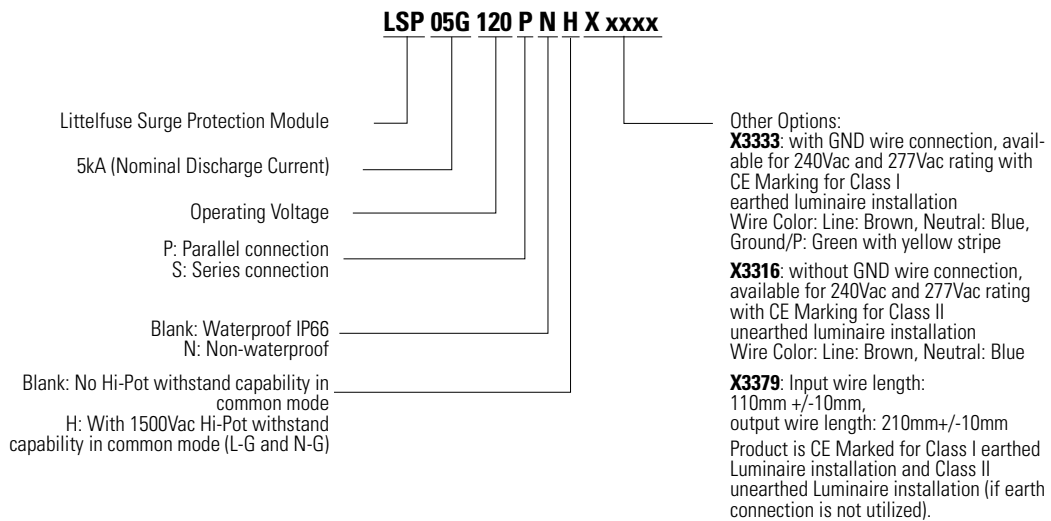 LSP 05G 120 P N H X xxxx
Littelfuse Surge Protection Module
5kA (Nominal Discharge Current)
Operating Voltage
P: Parallel connection
S: Series connection
Blank: Waterproof IP66
N: Non-waterproof
Blank: No Hi-Pot withstand capability in
common mode
H: With 1500Vac Hi-Pot withstand
capability in common mode (L-G and N-G)
Other Options:
X3333: with GND wire connection, avail-
able for 240Vac and 277Vac rating with
CE Marking for Class I
earthed luminaire installation
Wire Color: Line: Brown, Neutral: Blue,
Ground/P: Green with yellow stripe
X3316: without GND wire connection,
available for 240Vac and 277Vac rating
with CE Marking for Class II
unearthed luminaire installation
Wire Color: Line: Brown, Neutral: Blue
X3379: Input wire length:
110mm +/-10mm,
output wire length: 210mm+/-10mm
Product is CE Marked for Class I earthed
Luminaire installation and Class II
unearthed Luminaire installation (if earth
connection is not utilized).